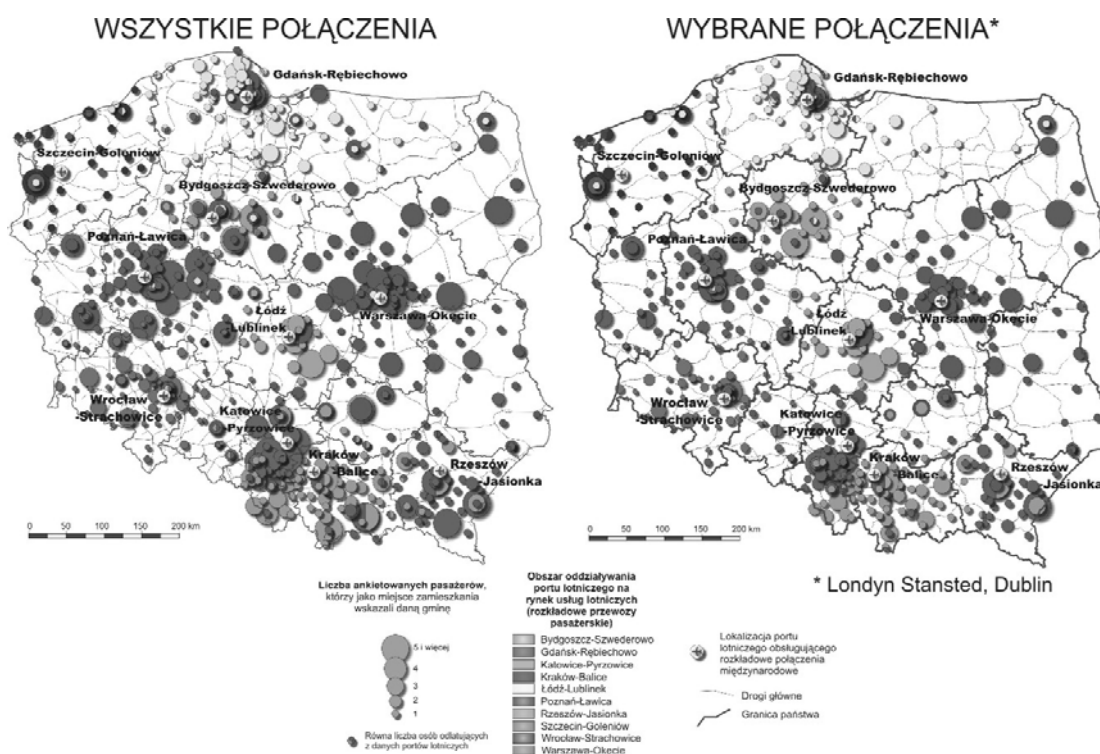 WSZYSTKIE POŁĄCZENIA
Gdańsk-Rębiechowo
Szczecin-Goleniów
Bydgoszcz-Szwederowo
Poznań-Ławica
Łódź
-Lublinek
Warszawa-Okęcie
Wrocław
-Strachowice
Katowice
-Pyrzowice
Kraków
-Balice
Rzeszów
-Jasionka
0 50 100 150 200 km
WYBRANE POŁĄCZENIA*
Gdańsk-Rębiechowo
Szczecin-Goleniów
Bydgoszcz-Szwederowo
Poznań-Ławica
Łódź
-Lublinek
Warszawa-Okęcie
Wrocław
-Strachowice
Katowice
-Pyrzowice
Kraków
-Balice
Rzeszów
-Jasionka
0 50 100 150 200 km
* Londyn Stansted, Dublin
Liczba ankietowanych pasażerów,
którzy jako miejsce zamieszkania
wskazali daną gminę
5 i więcej
4
3
2
1
Równa liczba osób odlatujących
z danych portów lotniczych
Obszar oddziaływania
portu lotniczego na
rynek usług lotniczych
(rozkładowe przewozy
pasażerskie)
Bydgoszcz-Szwederowo
Gdańsk-Rębiechowo
Katowice-Pyrzowice
Kraków-Balice
Łódź-Lublinek
Poznań-Ławica
Rzeszów-Jasionka
Szczecin-Goleniów
Wrocław-Strachowice
Warszawa-Okęcie
Lokalizacja portu
lotniczego obsługującego
rozkładowe połączenia
międzynarodowe
Drogi główne
Granica państwa